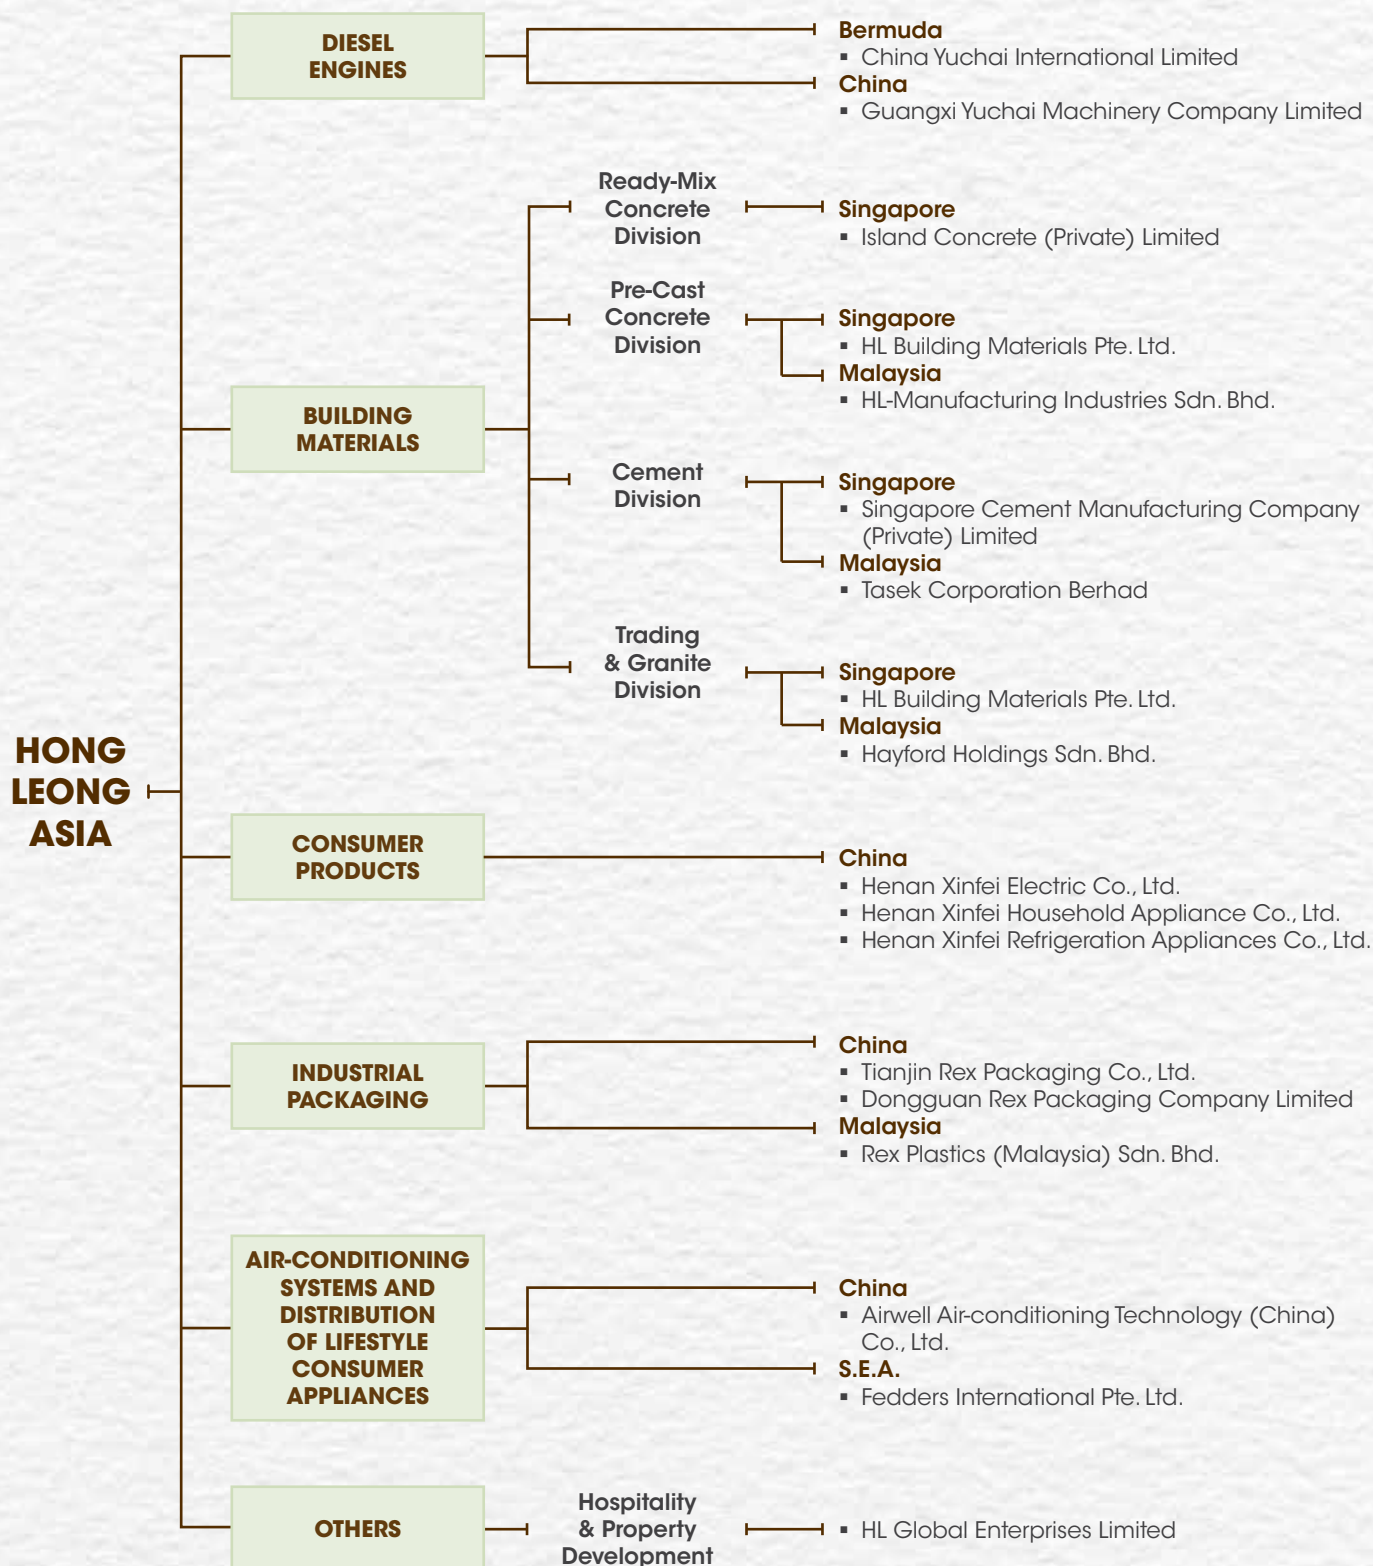 DIESEL
ENGINES
Bermuda
▪ China Yuchai International Limited
China
▪ Guangxi Yuchai Machinery Company Limited
Ready-Mix
Concrete
Division
Singapore
▪ Island Concrete (Private) Limited
Pre-Cast
Concrete
Division
Singapore
▪ HL Building Materials Pte. Ltd.
Malaysia
▪ HL-Manufacturing Industries Sdn. Bhd.
BUILDING
MATERIALS
Cement
Division
Singapore
▪ Singapore Cement Manufacturing Company
(Private) Limited
Malaysia
▪ Tasek Corporation Berhad
Trading
& Granite
Division
Singapore
▪ HL Building Materials Pte. Ltd.
Malaysia
▪ Hayford Holdings Sdn. Bhd.
HONG
LEONG
ASIA
CONSUMER
PRODUCTS
China
▪ Henan Xinfei Electric Co., Ltd.
▪ Henan Xinfei Household Appliance Co., Ltd.
▪ Henan Xinfei Refrigeration Appliances Co., Ltd.
INDUSTRIAL
PACKAGING
China
▪ Tianjin Rex Packaging Co., Ltd.
▪ Dongguan Rex Packaging Company Limited
Malaysia
▪ Rex Plastics (Malaysia) Sdn. Bhd.
AIR-CONDITIONING
SYSTEMS AND
DISTRIBUTION
OF LIFESTYLE
CONSUMER
APPLIANCES
China
▪ Airwell Air-conditioning Technology (China)
Co., Ltd.
S.E.A.
▪ Fedders International Pte. Ltd.
OTHERS
Hospitality
& Property
Development
▪ HL Global Enterprises Limited